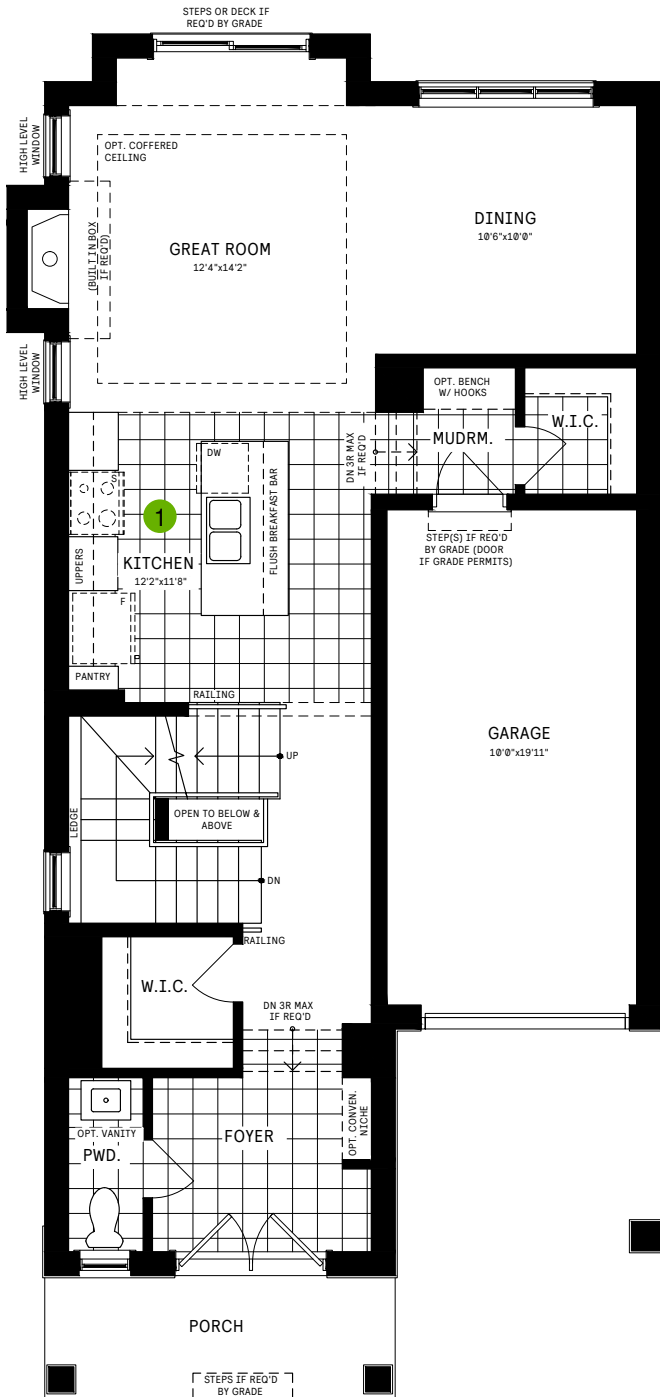 STEPS OR DECK IF
REQ'D BY GRADE
HIGH LEVEL
WINDOW
OPT. COFFERED
CEILING
GREAT ROOM
12'4"x14'2"
DINING
10'6"x10'0"
(BUILT IN BOX
IF REQ'D)
HIGH LEVEL
WINDOW
OPT. BENCH
W/ HOOKS
W.I.C.
MUDRM.
DN 3R MAX
IF REQ'D
DW
FLUSH BREAKFAST BAR
S
1
STEP(S) IF REQ'D
BY GRADE (DOOR
IF GRADE PERMITS)
UPPERS
KITCHEN
12'2"x11'8"
F
PANTRY
RAILING
GARAGE
10'0"x19'11"
UP
OPEN TO BELOW &
ABOVE
LEDGE
DN
RAILING
W.I.C.
DN 3R MAX
IF REQ'D
OPT. CONVEN.
NICHE
FOYER
OPT. VANITY
PWD.
PORCH
STEPS IF REQ'D
BY GRADE